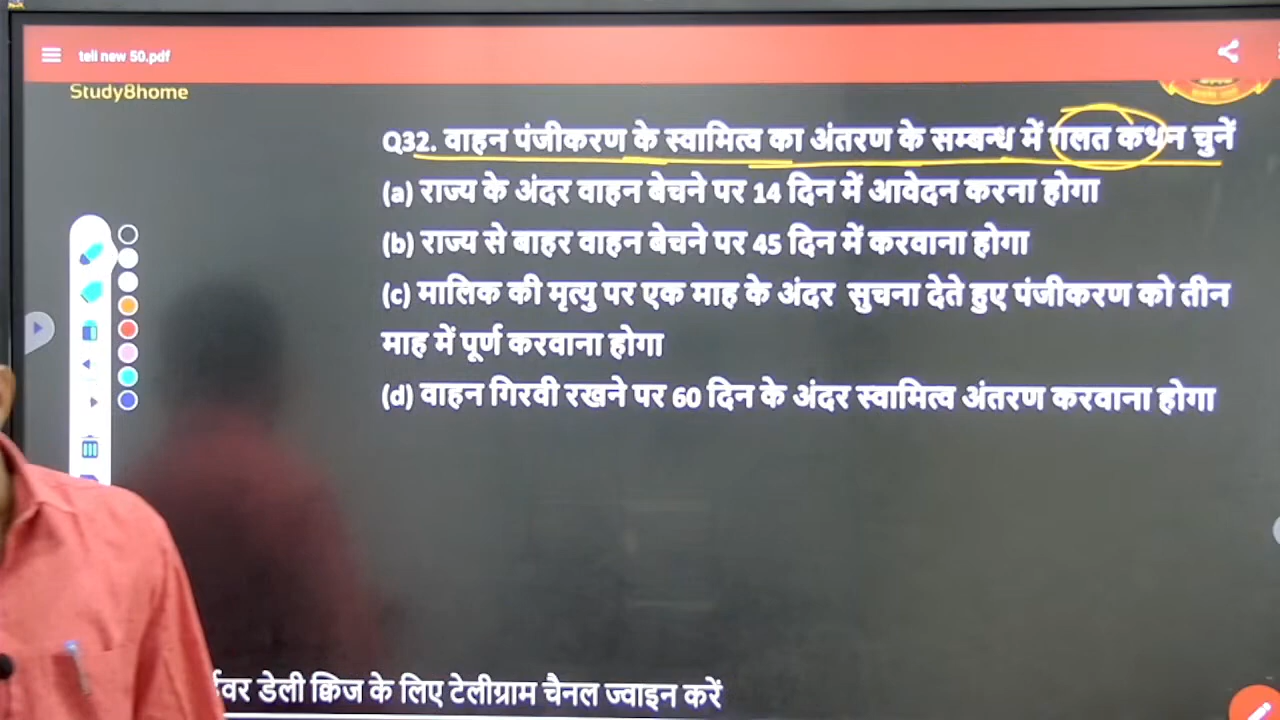 tell new 50.pdf
Study8home
Q32. वाहन पंजीकरण के स्वामित्व का अंतरण के सम्बन्ध में गलत कथन चुनें
(a) राज्य के अंदर वाहन बेचने पर 14 दिन में आवेदन करना होगा
(b) राज्य से बाहर वाहन बेचने पर 45 दिन में करवाना होगा
(c) मालिक की मृत्यु पर एक माह के अंदर सुचना देते हुए पंजीकरण को तीन
माह में पूर्ण करवाना होगा
(d) वाहन गिरवी रखने पर 60 दिन के अंदर स्वामित्व अंतरण करवाना होगा
डेली क्विज के लिए टेलीग्राम चैनल ज्वाइन करें